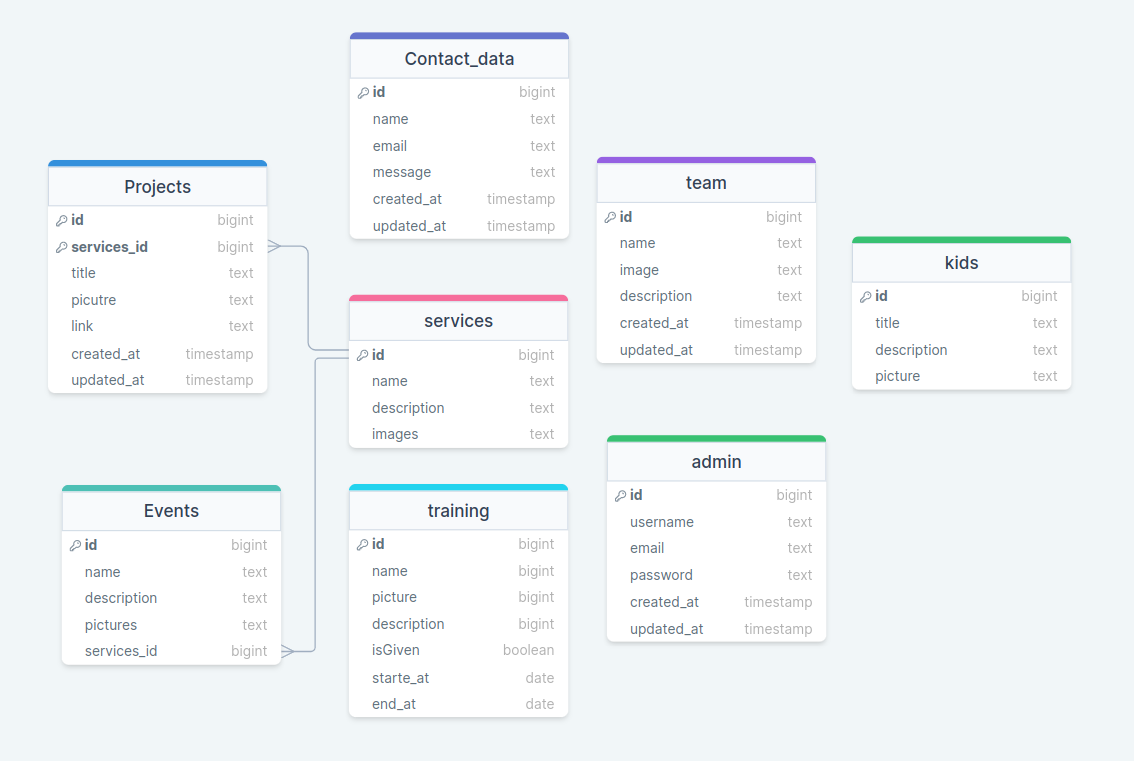 Contact_data
id bigint
name text
email text
message text
created_at timestamp
updated_at timestamp
Projects
id bigint
services_id bigint
title text
picutre text
link text
created_at timestamp
updated_at timestamp
team
id bigint
name text
image text
description text
created_at timestamp
updated_at timestamp
kids
id bigint
title text
description text
picture text
services
id bigint
name text
description text
images text
Events
id bigint
name text
description text
pictures text
services_id bigint
training
id bigint
name bigint
picture bigint
description bigint
isGiven boolean
starte_at date
end_at date
admin
id bigint
username text
email text
password text
created_at timestamp
updated_at timestamp